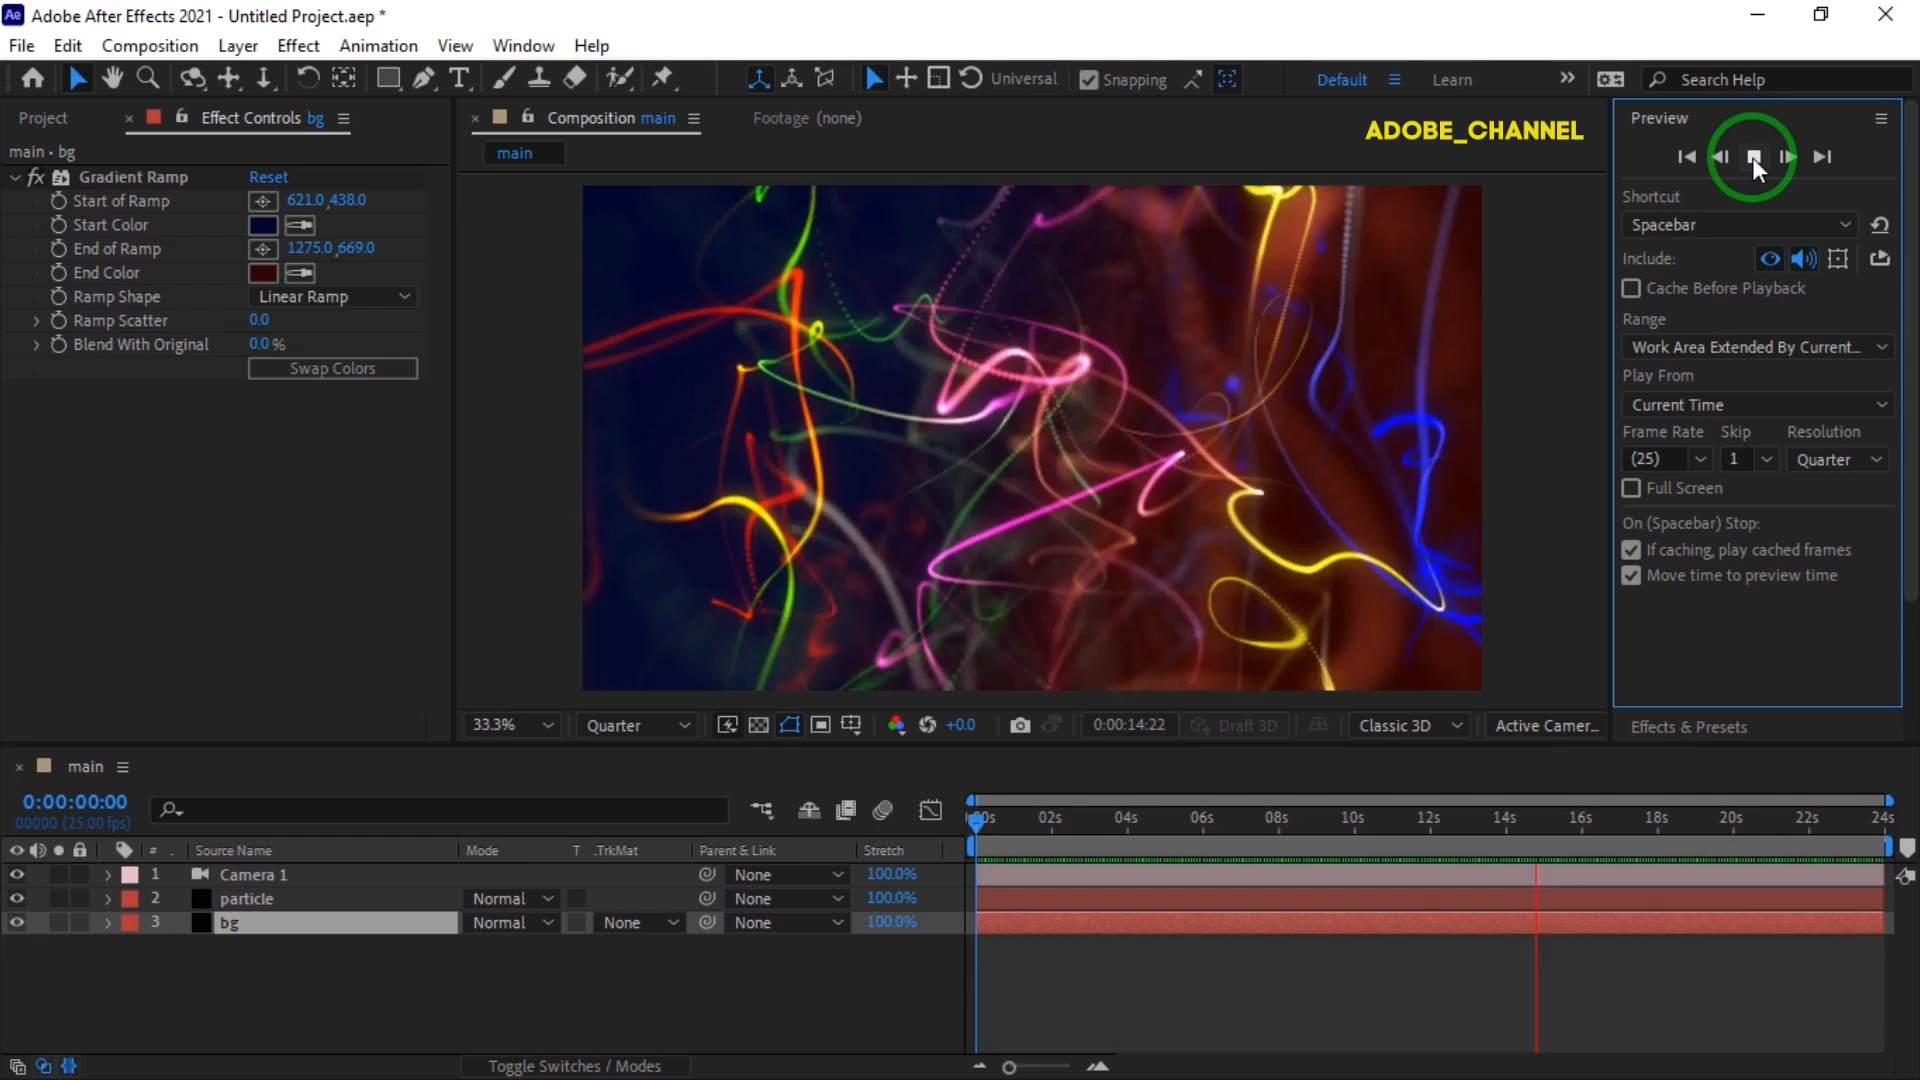 Ae Adobe After Effects 2021 - Untitled Project.aep *
File Edit Composition Layer Effect Animation View Window Help
Universal Snapping Default Learn Search Help
Project Effect Controls bg
main • bg
fx Gradient Ramp Reset
Start of Ramp 621.0,438.0
Start Color
End of Ramp 1275.0,669.0
End Color
Ramp Shape Linear Ramp
Ramp Scatter 0.0
Blend With Original 0.0 %
Swap Colors
Composition main Footage (none)
main
ADOBE_CHANNEL
33.3% Quarter +0.0 0:00:14:22 Draft 3D Classic 3D Active Camer...
Preview
Shortcut
Spacebar
Include:
Cache Before Playback
Range
Work Area Extended By Current...
Play From
Current Time
Frame Rate Skip Resolution
(25) 1 Quarter
Full Screen
On (Spacebar) Stop:
If caching, play cached frames
Move time to preview time
Effects & Presets
main
0:00:00:00
00000 (25.00 fps)
00s 02s 04s 06s 08s 10s 12s 14s 16s 18s 20s 22s 24s
# Source Name Mode T .TrkMat Parent & Link Stretch
1 Camera 1 None 100.0%
2 particle Normal None 100.0%
3 bg Normal None None 100.0%
Toggle Switches / Modes